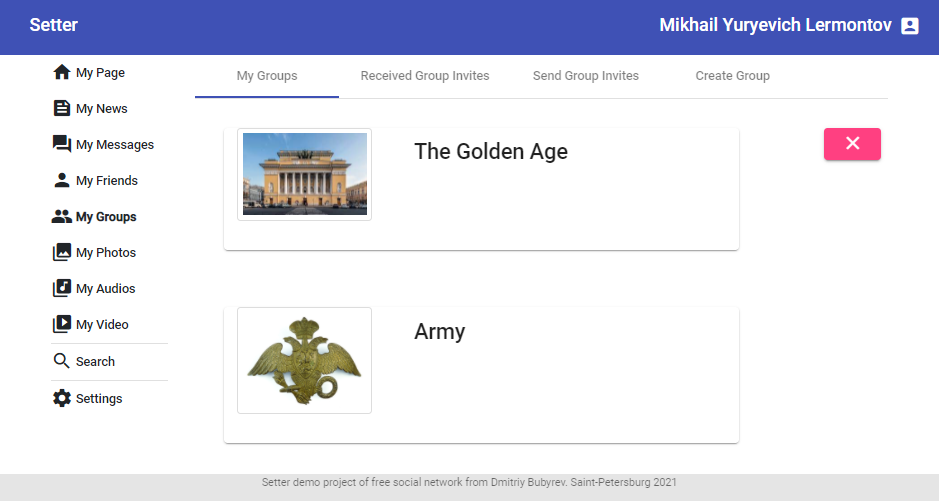 Setter
Mikhail Yuryevich Lermontov
My Page
My News
My Messages
My Friends
My Groups
My Photos
My Audios
My Video
Search
Settings
My Groups Received Group Invites Send Group Invites Create Group
The Golden Age
Army
Setter demo project of free social network from Dmitriy Bubyrev. Saint-Petersburg 2021